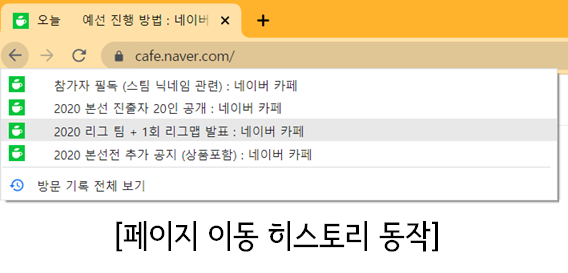 오늘 예선 진행 방법 : 네이버
cafe.naver.com/
참가자 필독 (스팀 닉네임 관련) : 네이버 카페
2020 본선 진출자 20인 공개 : 네이버 카페
2020 리그 팀 + 1회 리그맵 발표 : 네이버 카페
2020 본선전 추가 공지 (상품포함) : 네이버 카페
방문 기록 전체 보기
[페이지 이동 히스토리 동작]